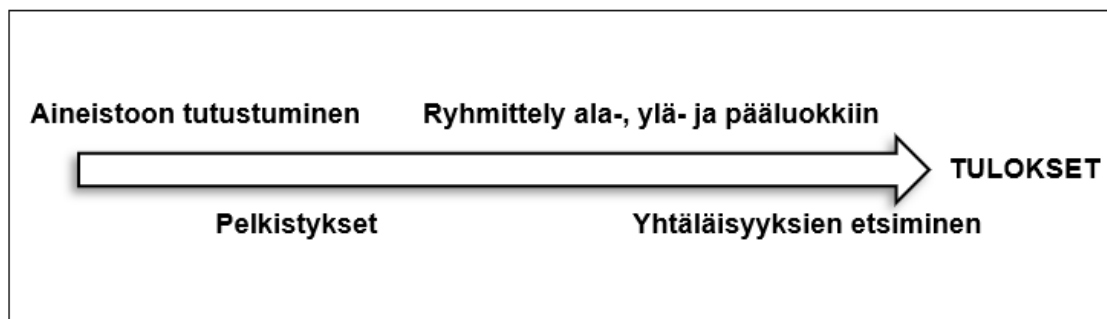 Aineistoon tutustuminen
Ryhmittely ala-, ylä- ja pääluokkiin
TULOKSET
Pelkistykset
Yhtäläisyyksien etsiminen